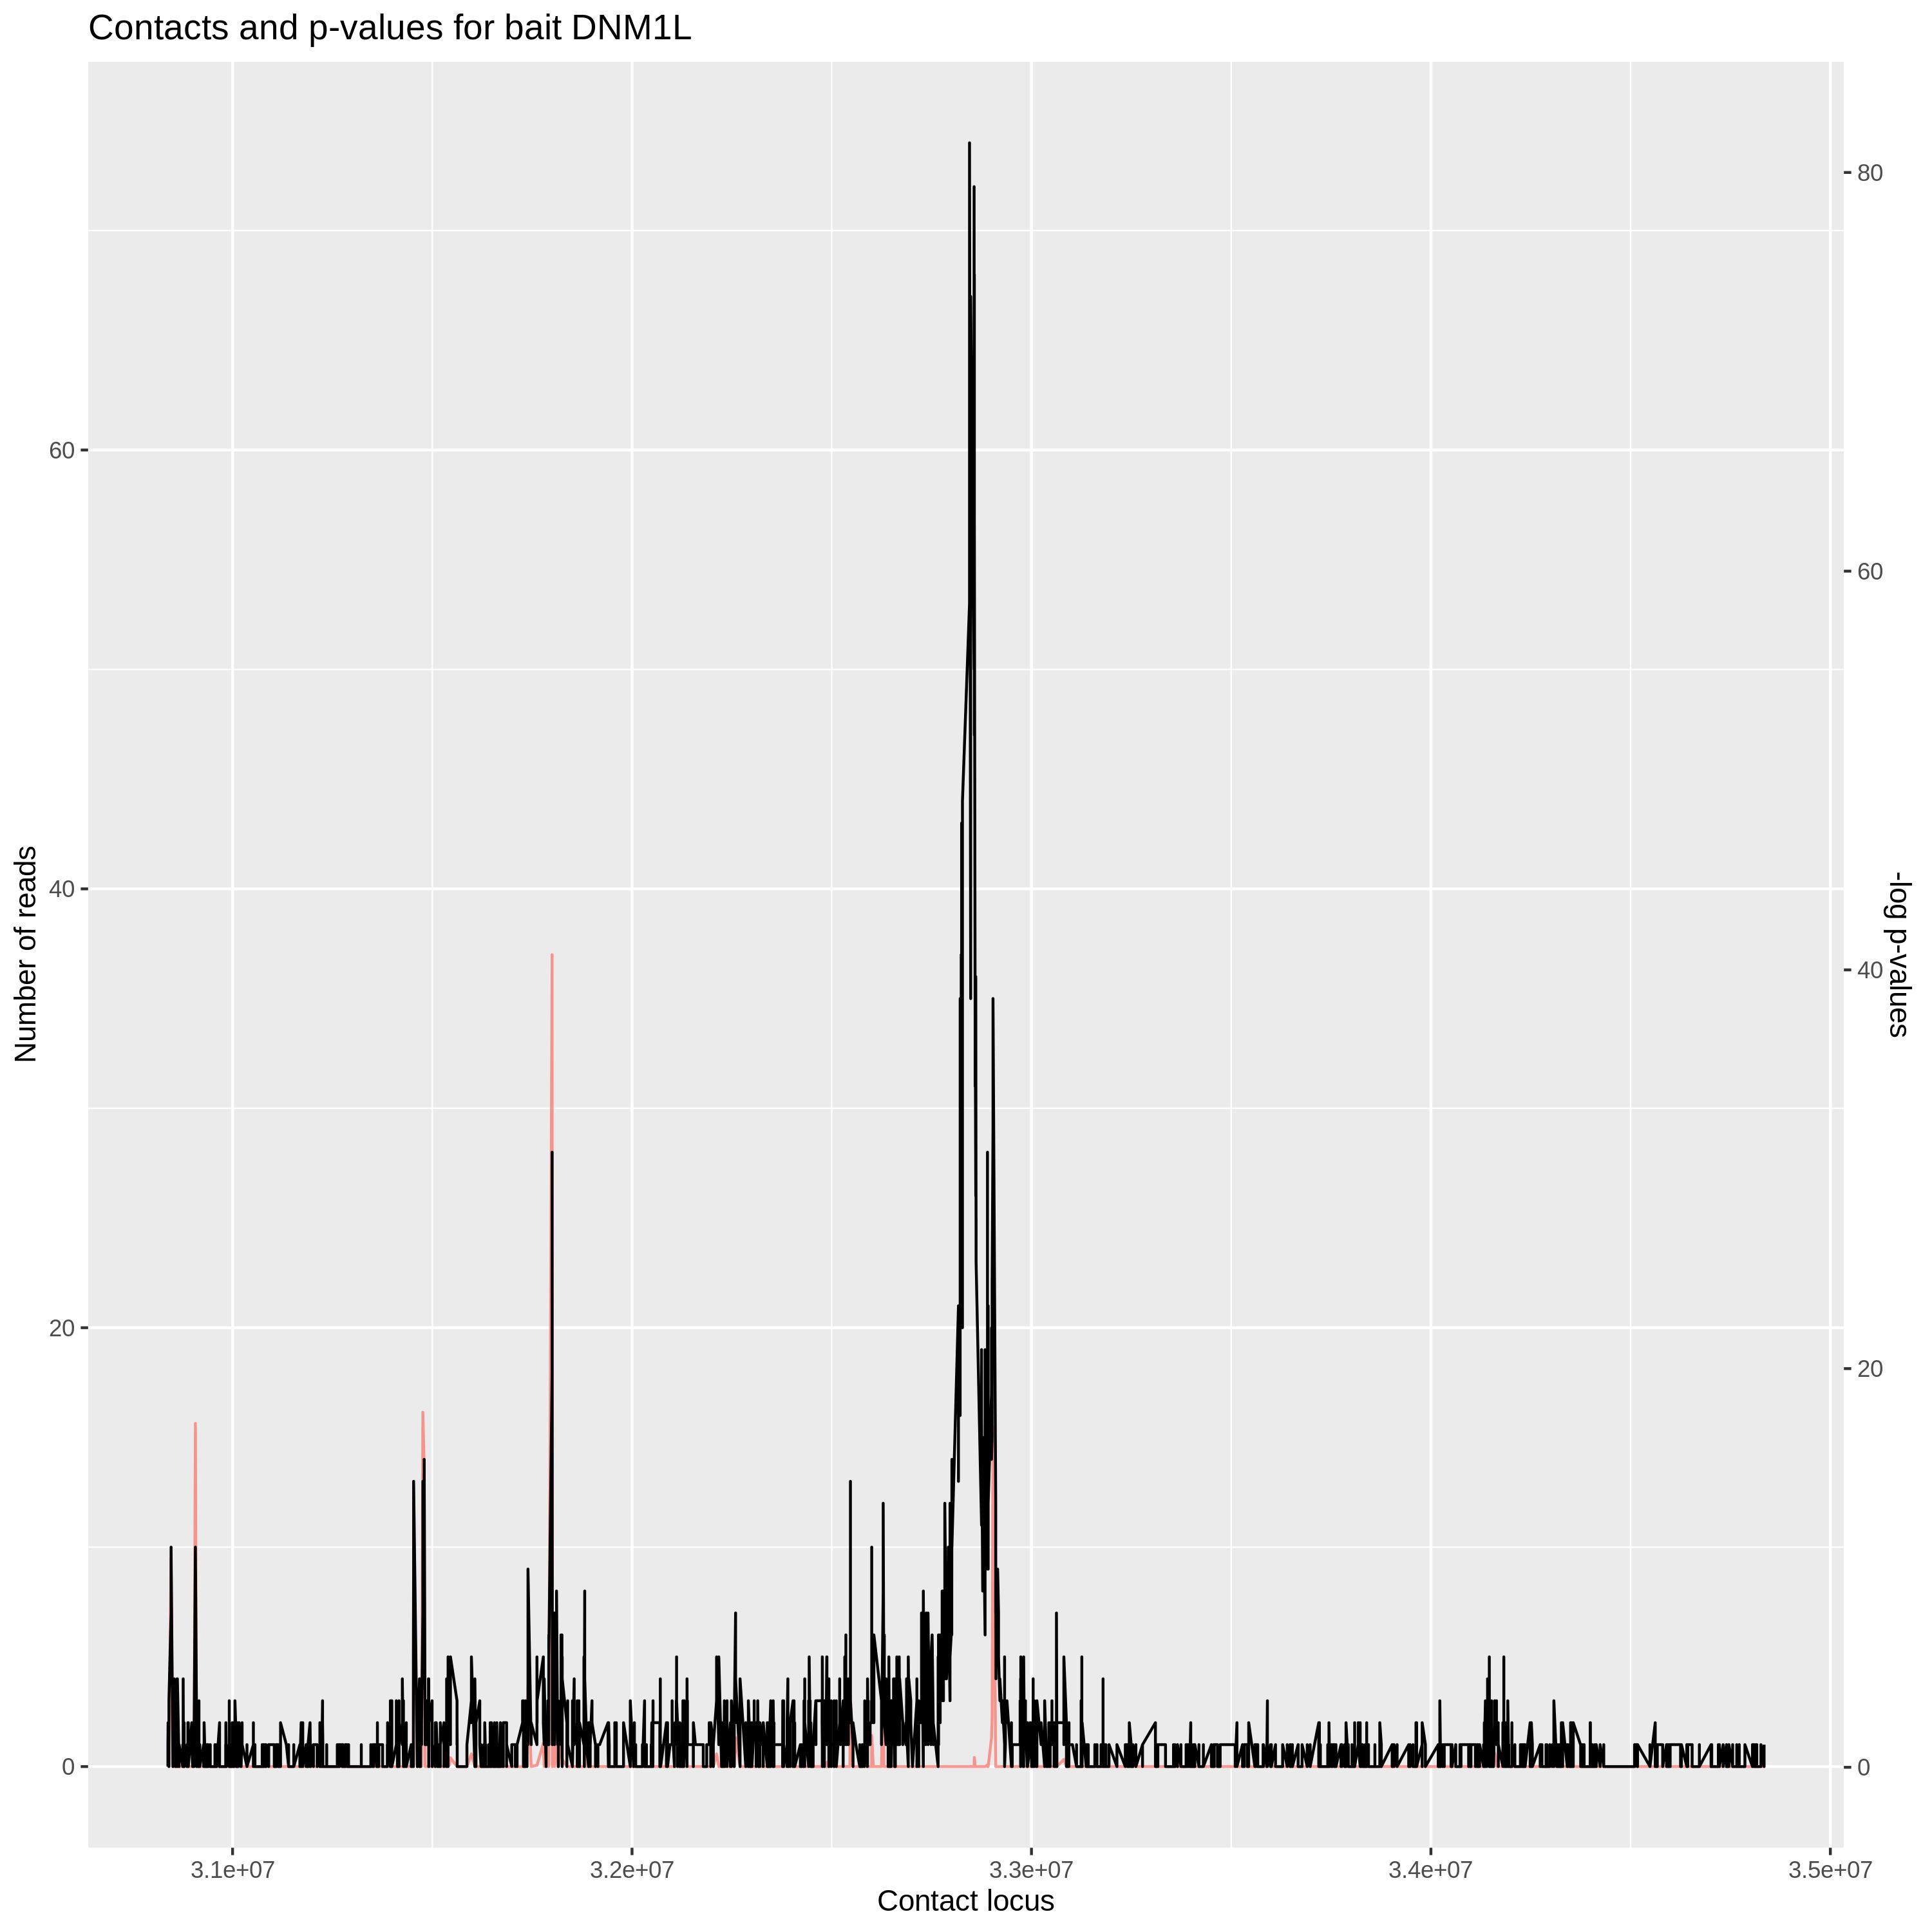 Contacts and p-values for bait DNM1L
80
60
60
40
40
20
20
0
0
Number of reads
-log p-values
3.1e+07 3.2e+07 3.3e+07 3.4e+07 3.5e+07
Contact locus